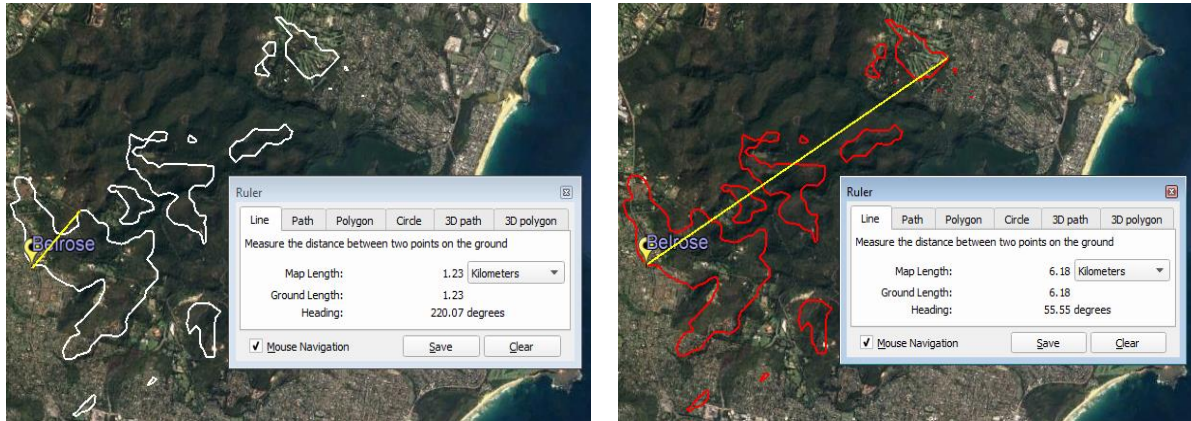 Belrose
Ruler
Line Path Polygon Circle 3D path 3D polygon
Measure the distance between two points on the ground
Map Length: 1.23 Kilometers
Ground Length: 1.23
Heading: 220.07 degrees
Mouse Navigation Save Clear
Belrose
Ruler
Line Path Polygon Circle 3D path 3D polygon
Measure the distance between two points on the ground
Map Length: 6.18 Kilometers
Ground Length: 6.18
Heading: 55.55 degrees
Mouse Navigation Save Clear